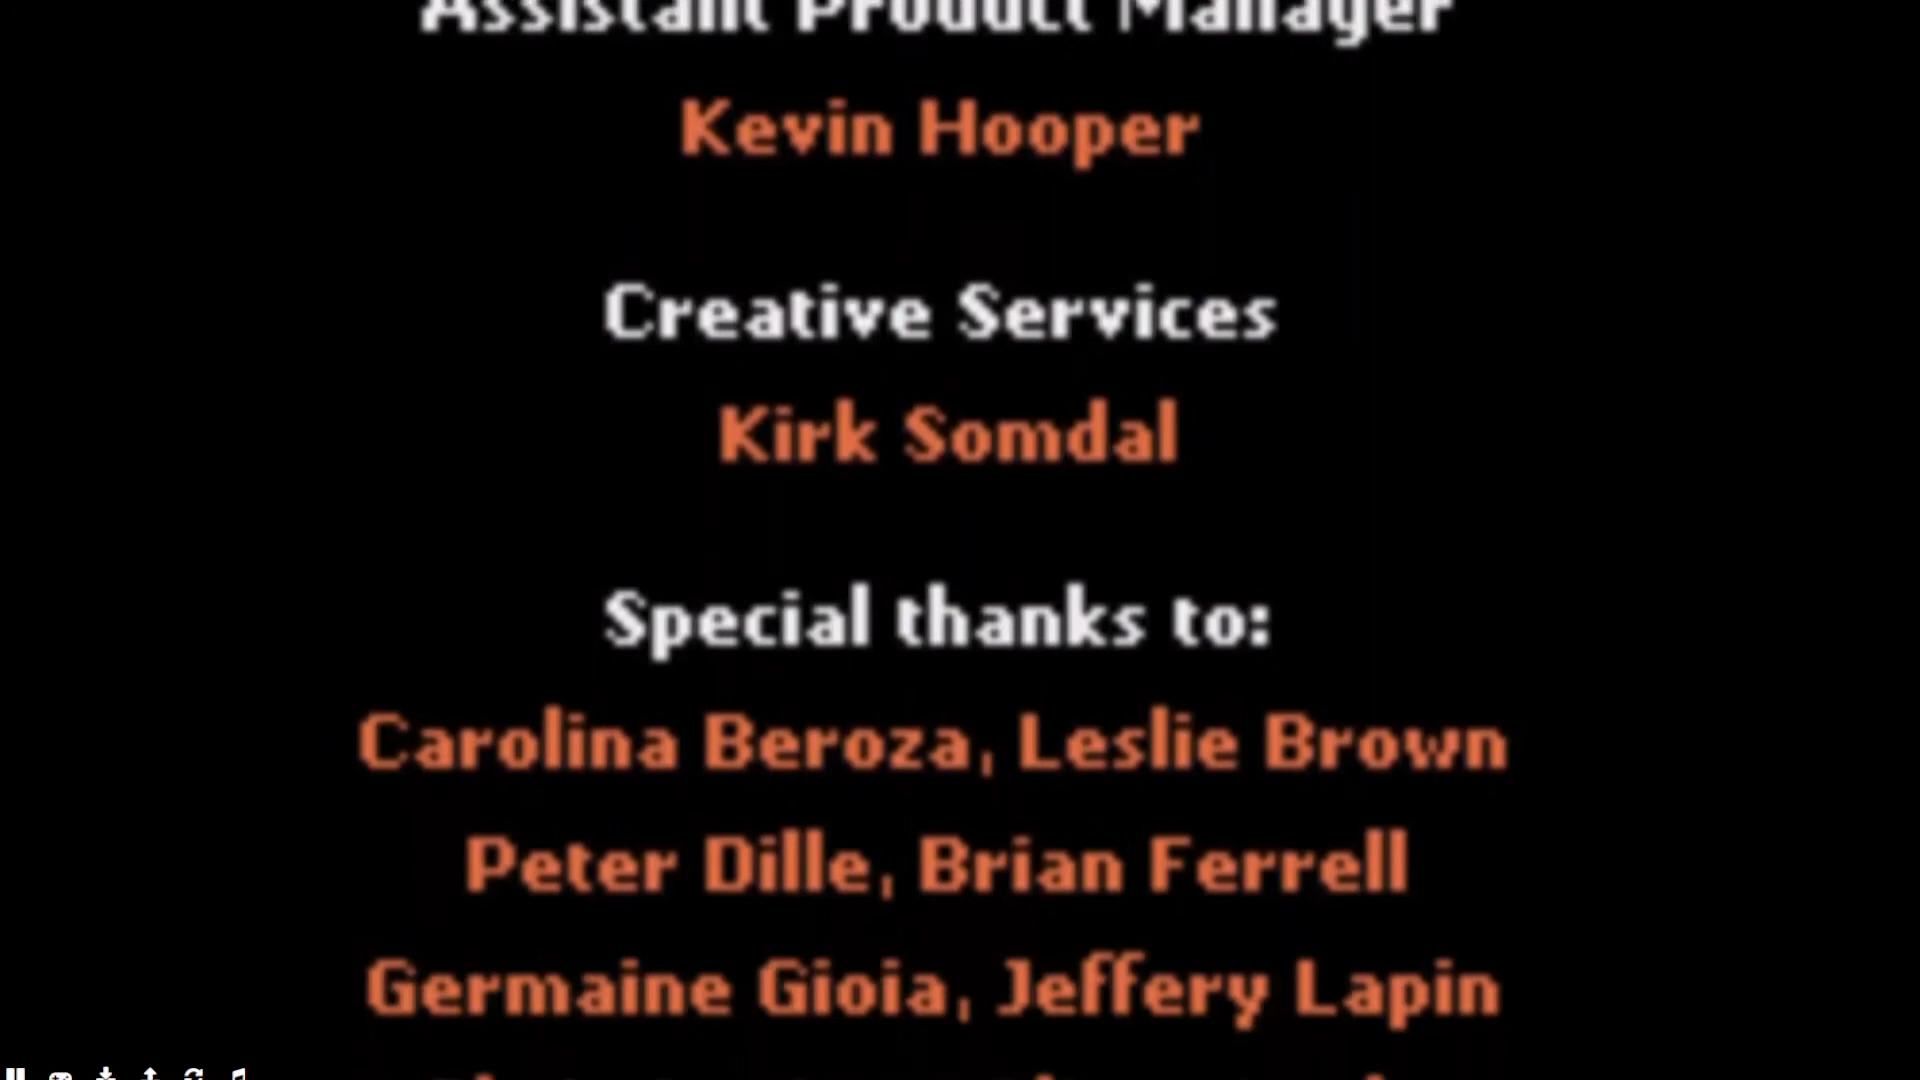 Assistant Product Manager
Kevin Hooper
Creative Services
Kirk Somdal
Special thanks to:
Carolina Beroza, Leslie Brown
Peter Dille, Brian Ferrell
Germaine Gioia, Jeffery Lapin